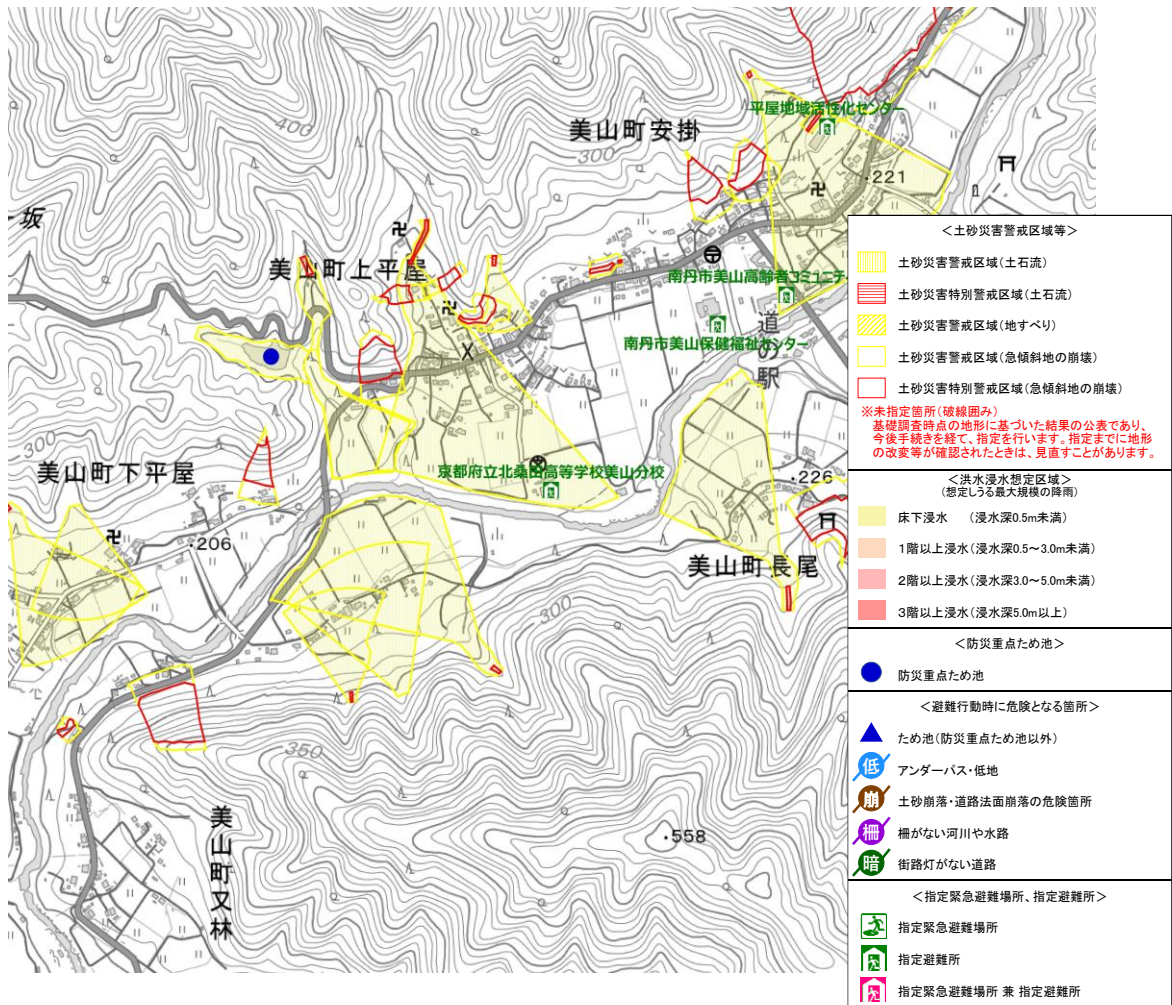 平屋地域活性化センター
美山町安掛
400
300
221
坂
美山町上平屋
南丹市美山高齢者コミュニテ
道の駅
南丹市美山保健福祉センター
300
京都府立北桑田高等学校美山分校
美山町下平屋
226
206
美山町長尾
300
350
558
美山町又林
＜土砂災害警戒区域等＞
土砂災害警戒区域(土石流)
土砂災害特別警戒区域(土石流)
土砂災害警戒区域(地すべり)
土砂災害警戒区域(急傾斜地の崩壊)
土砂災害特別警戒区域(急傾斜地の崩壊)
※未指定箇所(破線囲み)
基礎調査時点の地形に基づいた結果の公表であり、
今後手続きを経て、指定を行います。指定までに地形
の改変等が確認されたときは、見直すことがあります。
＜洪水浸水想定区域＞
(想定しうる最大規模の降雨)
床下浸水　(浸水深0.5m未満)
1階以上浸水(浸水深0.5～3.0m未満)
2階以上浸水(浸水深3.0～5.0m未満)
3階以上浸水(浸水深5.0m以上)
＜防災重点ため池＞
防災重点ため池
＜避難行動時に危険となる箇所＞
ため池(防災重点ため池以外)
低 アンダーパス・低地
崩 土砂崩落・道路法面崩落の危険箇所
柵 柵がない河川や水路
暗 街路灯がない道路
＜指定緊急避難場所、指定避難所＞
指定緊急避難場所
指定避難所
指定緊急避難場所 兼 指定避難所